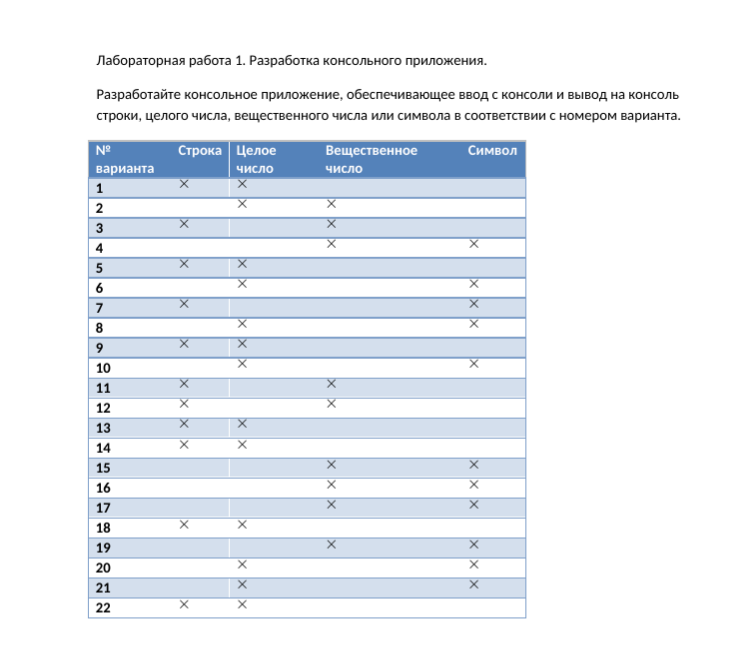 Лабораторная работа 1. Разработка консольного приложения.
Разработайте консольное приложение, обеспечивающее ввод с консоли и вывод на консоль
строки, целого числа, вещественного числа или символа в соответствии с номером варианта.
№ Строка Целое Вещественное Символ
варианта число число
1 × ×
2 × ×
3 × ×
4 × ×
5 × ×
6 × ×
7 × ×
8 × ×
9 × ×
10 × ×
11 × ×
12 × ×
13 × ×
14 × ×
15 × ×
16 × ×
17 × ×
18 × ×
19 × ×
20 × ×
21 × ×
22 × ×